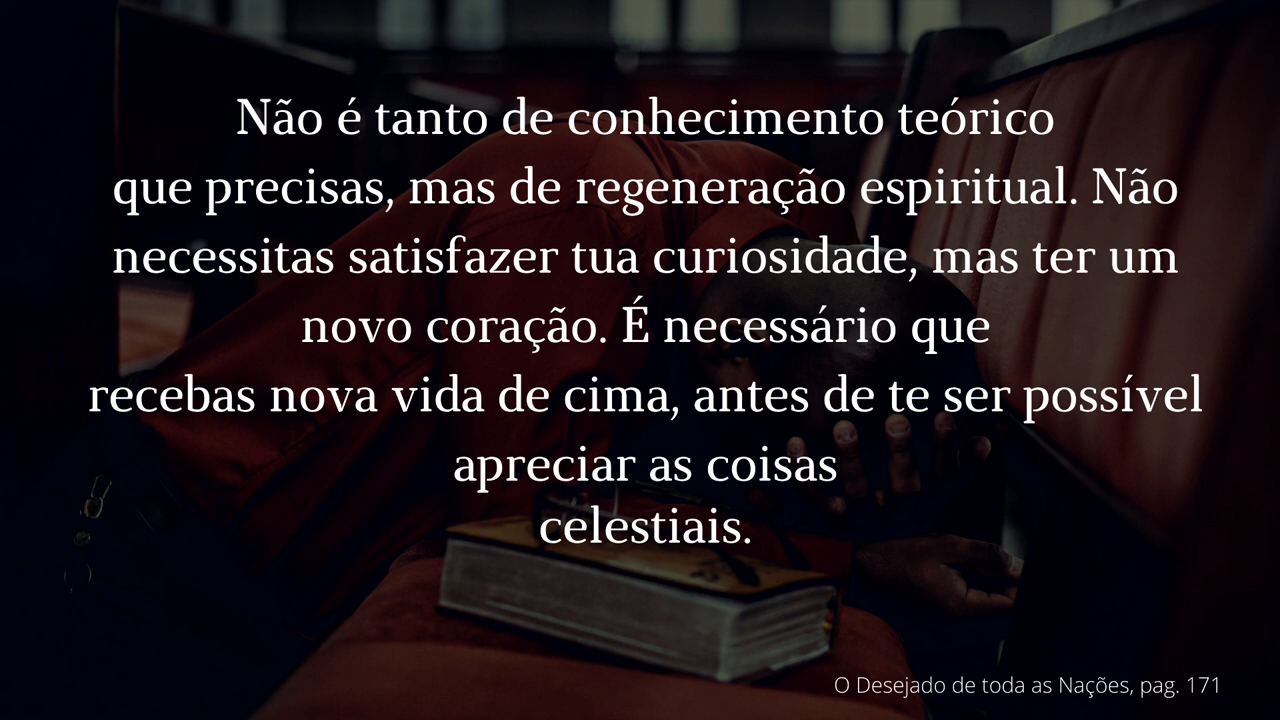 Não é tanto de conhecimento teórico
que precisas, mas de regeneração espiritual. Não
necessitas satisfazer tua curiosidade, mas ter um
novo coração. É necessário que
recebas nova vida de cima, antes de te ser possível
apreciar as coisas
celestiais.
O Desejado de toda as Nações, pag. 171